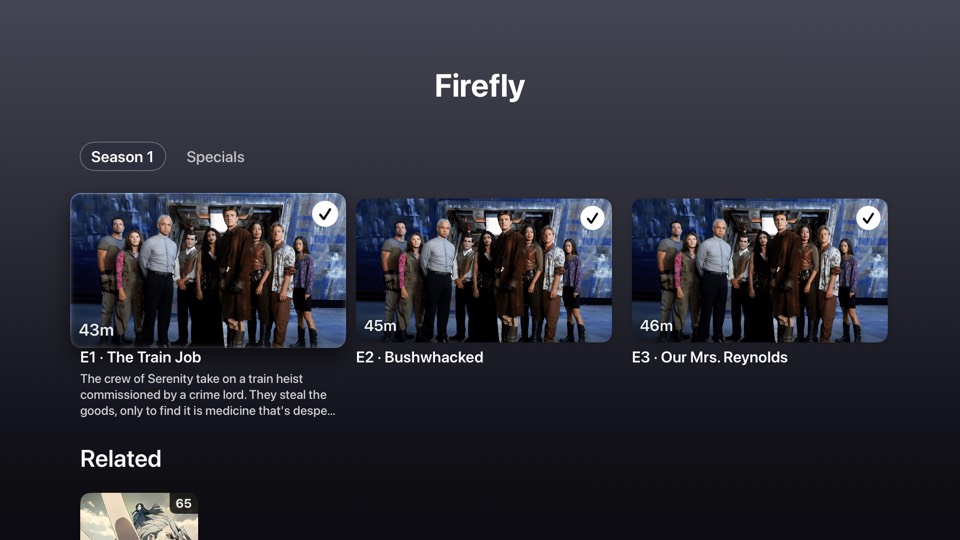 Firefly
Season 1
Specials
43m
45m
46m
E1 · The Train Job
E2 · Bushwhacked
E3 · Our Mrs. Reynolds
The crew of Serenity take on a train heist
commissioned by a crime lord. They steal the
goods, only to find it is medicine that's despe...
Related
65